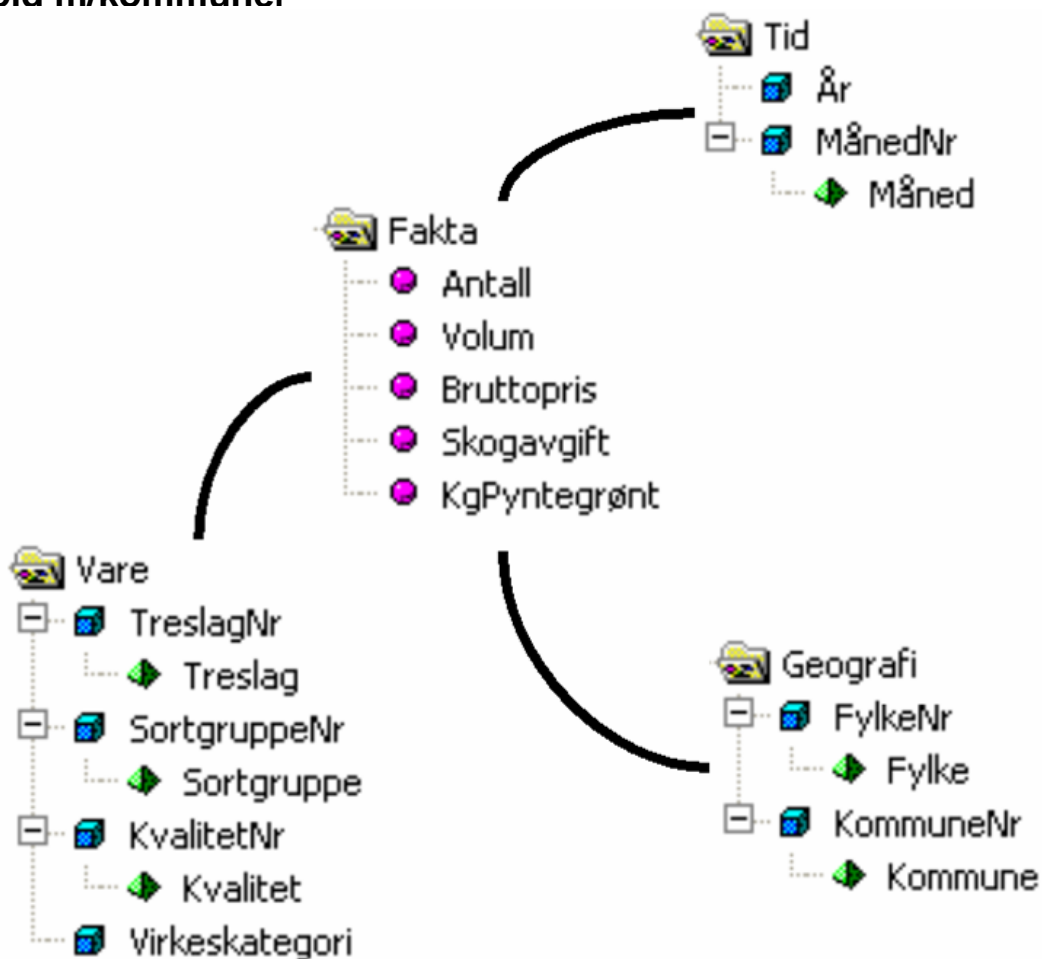 Tid
År
MånedNr
Måned
Fakta
Antall
Volum
Bruttopris
Skogavgift
KgPyntegrønt
Vare
TreslagNr
Treslag
SortgruppeNr
Sortgruppe
KvalitetNr
Kvalitet
Virkeskategori
Geografi
FylkeNr
Fylke
KommuneNr
Kommune